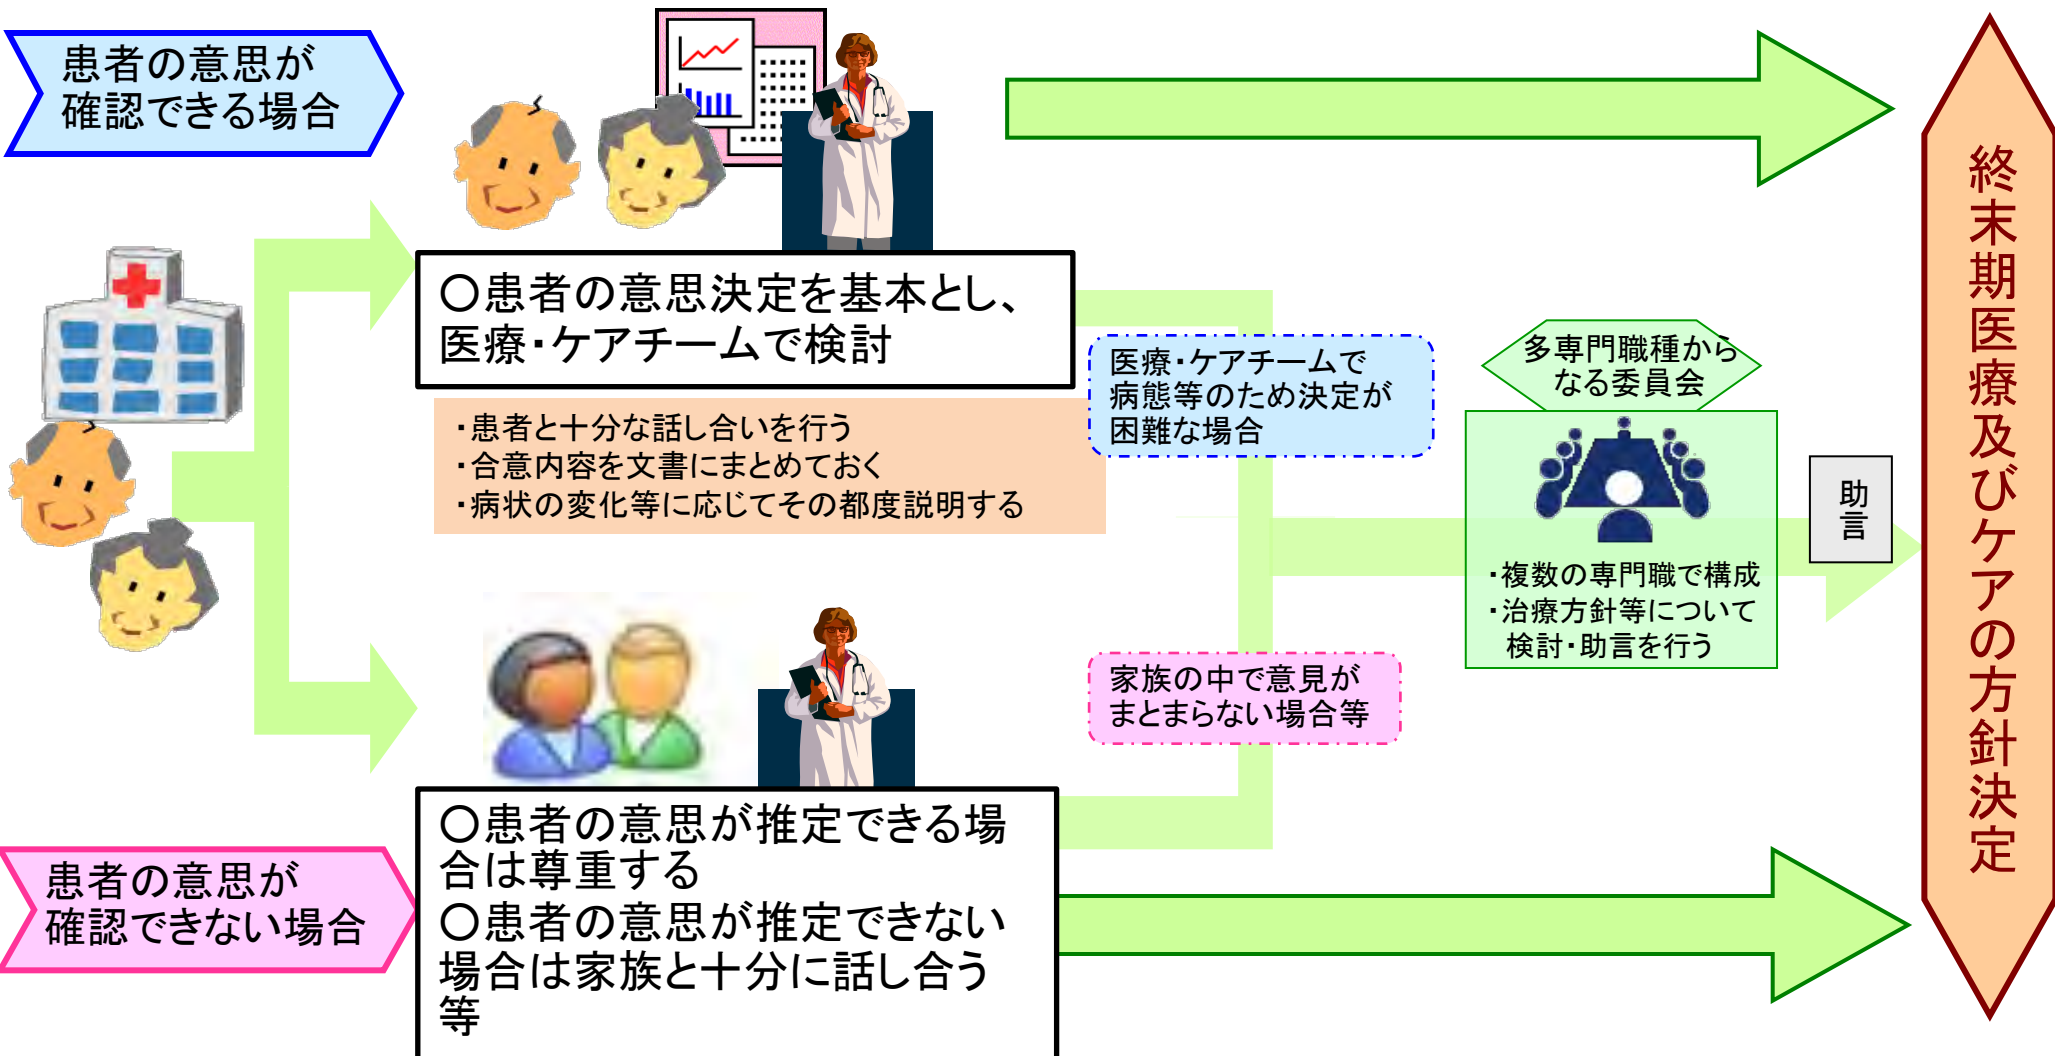 患者の意思が
確認できる場合
〇患者の意思決定を基本とし、
医療・ケアチームで検討
・患者と十分な話し合いを行う
・合意内容を文書にまとめておく
・病状の変化等に応じてその都度説明する
医療・ケアチームで
病態等のため決定が
困難な場合
多専門職種から
なる委員会
・複数の専門職で構成
・治療方針等について
検討・助言を行う
助言
家族の中で意見が
まとまらない場合等
患者の意思が
確認できない場合
〇患者の意思が推定できる場
合は尊重する
〇患者の意思が推定できない
場合は家族と十分に話し合う
等
終末期医療及びケアの方針決定